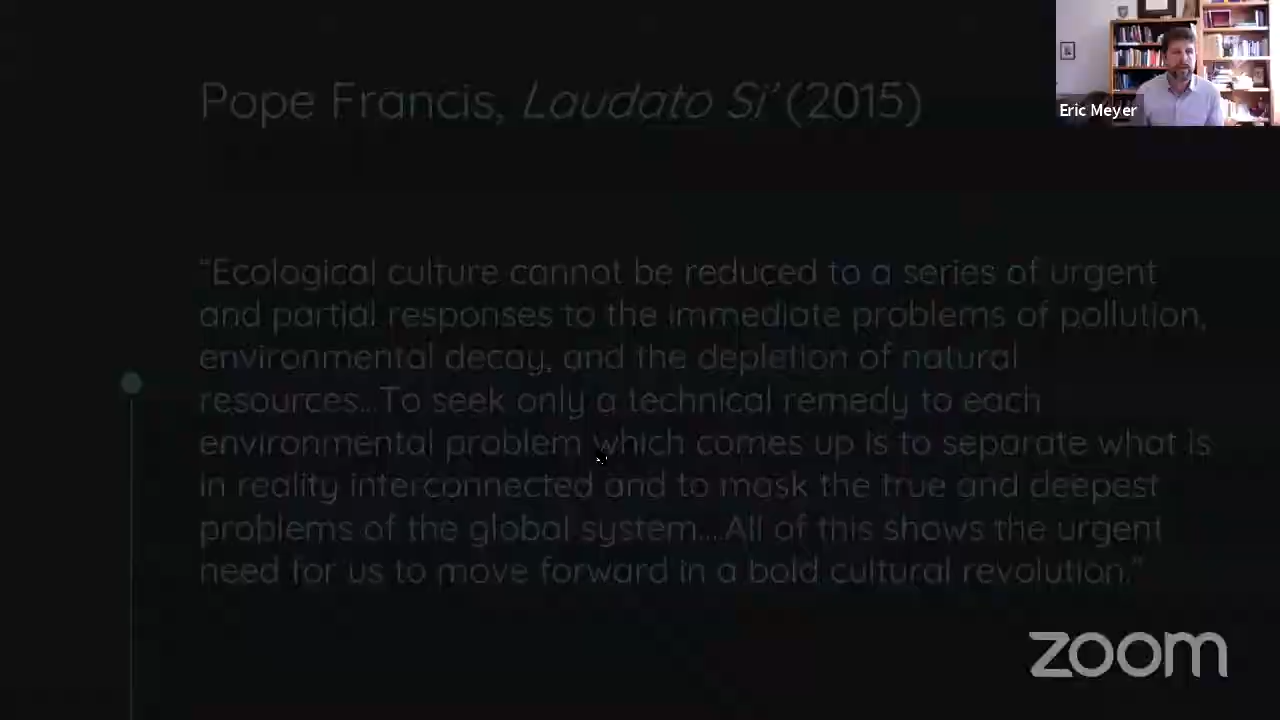 Pope Francis, Laudato Si' (2015)
Eric Meyer
“Ecological culture cannot be reduced to a series of urgent
and partial responses to the immediate problems of pollution,
environmental decay, and the depletion of natural
resources...To seek only a technical remedy to each
environmental problem which comes up is to separate what is
in reality interconnected and to mask the true and deepest
problems of the global system....All of this shows the urgent
need for us to move forward in a bold cultural revolution.”
zoom